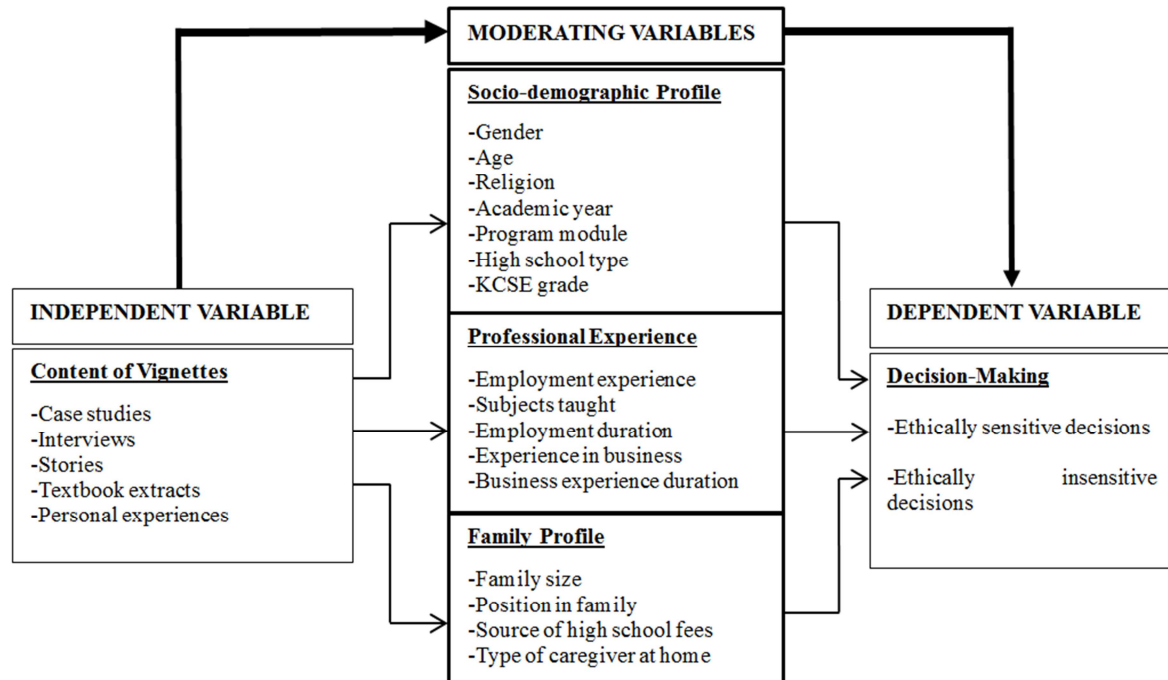 MODERATING VARIABLES
Socio-demographic Profile
-Gender
-Age
-Religion
-Academic year
-Program module
-High school type
-KCSE grade
INDEPENDENT VARIABLE
Content of Vignettes
-Case studies
-Interviews
-Stories
-Textbook extracts
-Personal experiences
Professional Experience
-Employment experience
-Subjects taught
-Employment duration
-Experience in business
-Business experience duration
Family Profile
-Family size
-Position in family
-Source of high school fees
-Type of caregiver at home
DEPENDENT VARIABLE
Decision-Making
-Ethically sensitive decisions
-Ethically insensitive
decisions